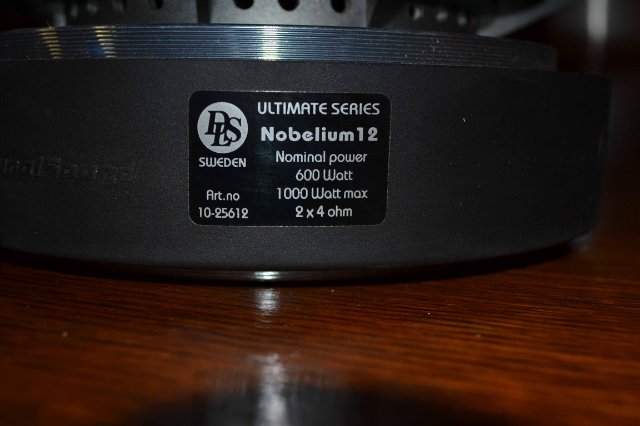 DLS
SWEDEN
Art.no
10-25612
ULTIMATE SERIES
Nobelium12
Nominal power
600 Watt
1000 Watt max
2 x 4 ohm